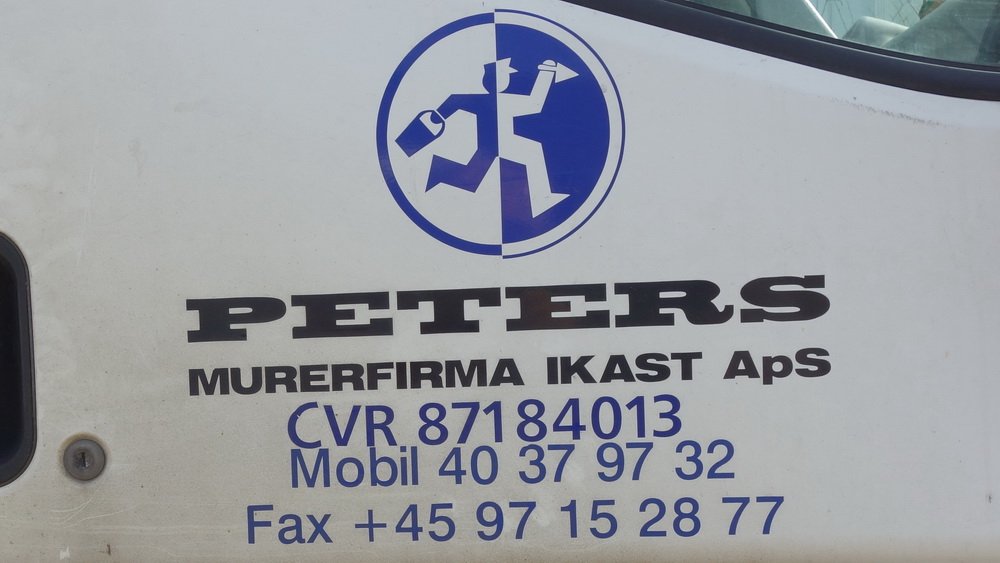 PETERS
MURERFIRMA IKAST ApS
CVR 87184013
Mobil 40 37 97 32
Fax +45 97 15 28 77